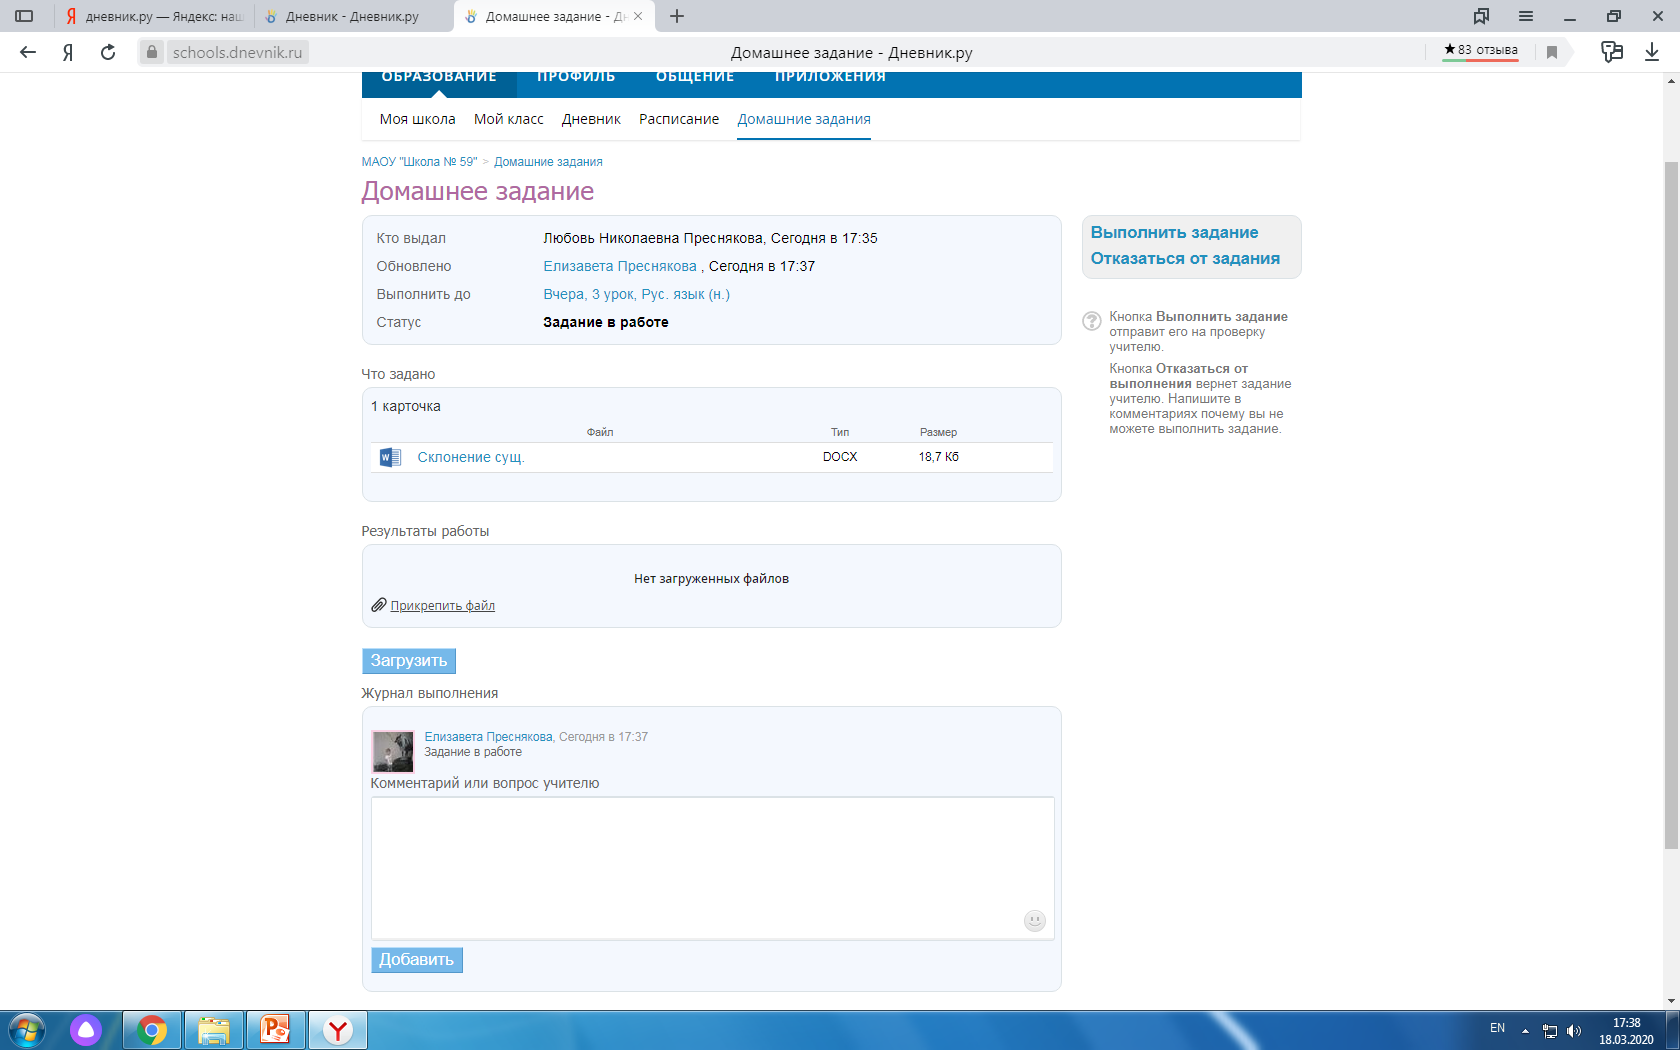 дневник.ру — Яндекс: наш
Дневник - Дневник.ру
Домашнее задание - Дн
schools.dnevnik.ru
Домашнее задание - Дневник.ру
★83 отзыва
ОБРАЗОВАНИЕ ПРОФИЛЬ ОБЩЕНИЕ ПРИЛОЖЕНИЯ
Моя школа Мой класс Дневник Расписание Домашние задания
МАОУ "Школа № 59" > Домашние задания
Домашнее задание
Кто выдал Любовь Николаевна Преснякова, Сегодня в 17:35
Обновлено Елизавета Преснякова , Сегодня в 17:37
Выполнить до Вчера, 3 урок, Рус. язык (н.)
Статус Задание в работе
Выполнить задание
Отказаться от задания
Кнопка Выполнить задание
отправит его на проверку
учителю.
Кнопка Отказаться от
выполнения вернет задание
учителю. Напишите в
комментариях почему вы не
можете выполнить задание.
Что задано
1 карточка
Файл Тип Размер
Склонение сущ. DOCX 18,7 Кб
Результаты работы
Нет загруженных файлов
Прикрепить файл
Загрузить
Журнал выполнения
Елизавета Преснякова, Сегодня в 17:37
Задание в работе
Комментарий или вопрос учителю
Добавить
EN
17:38
18.03.2020